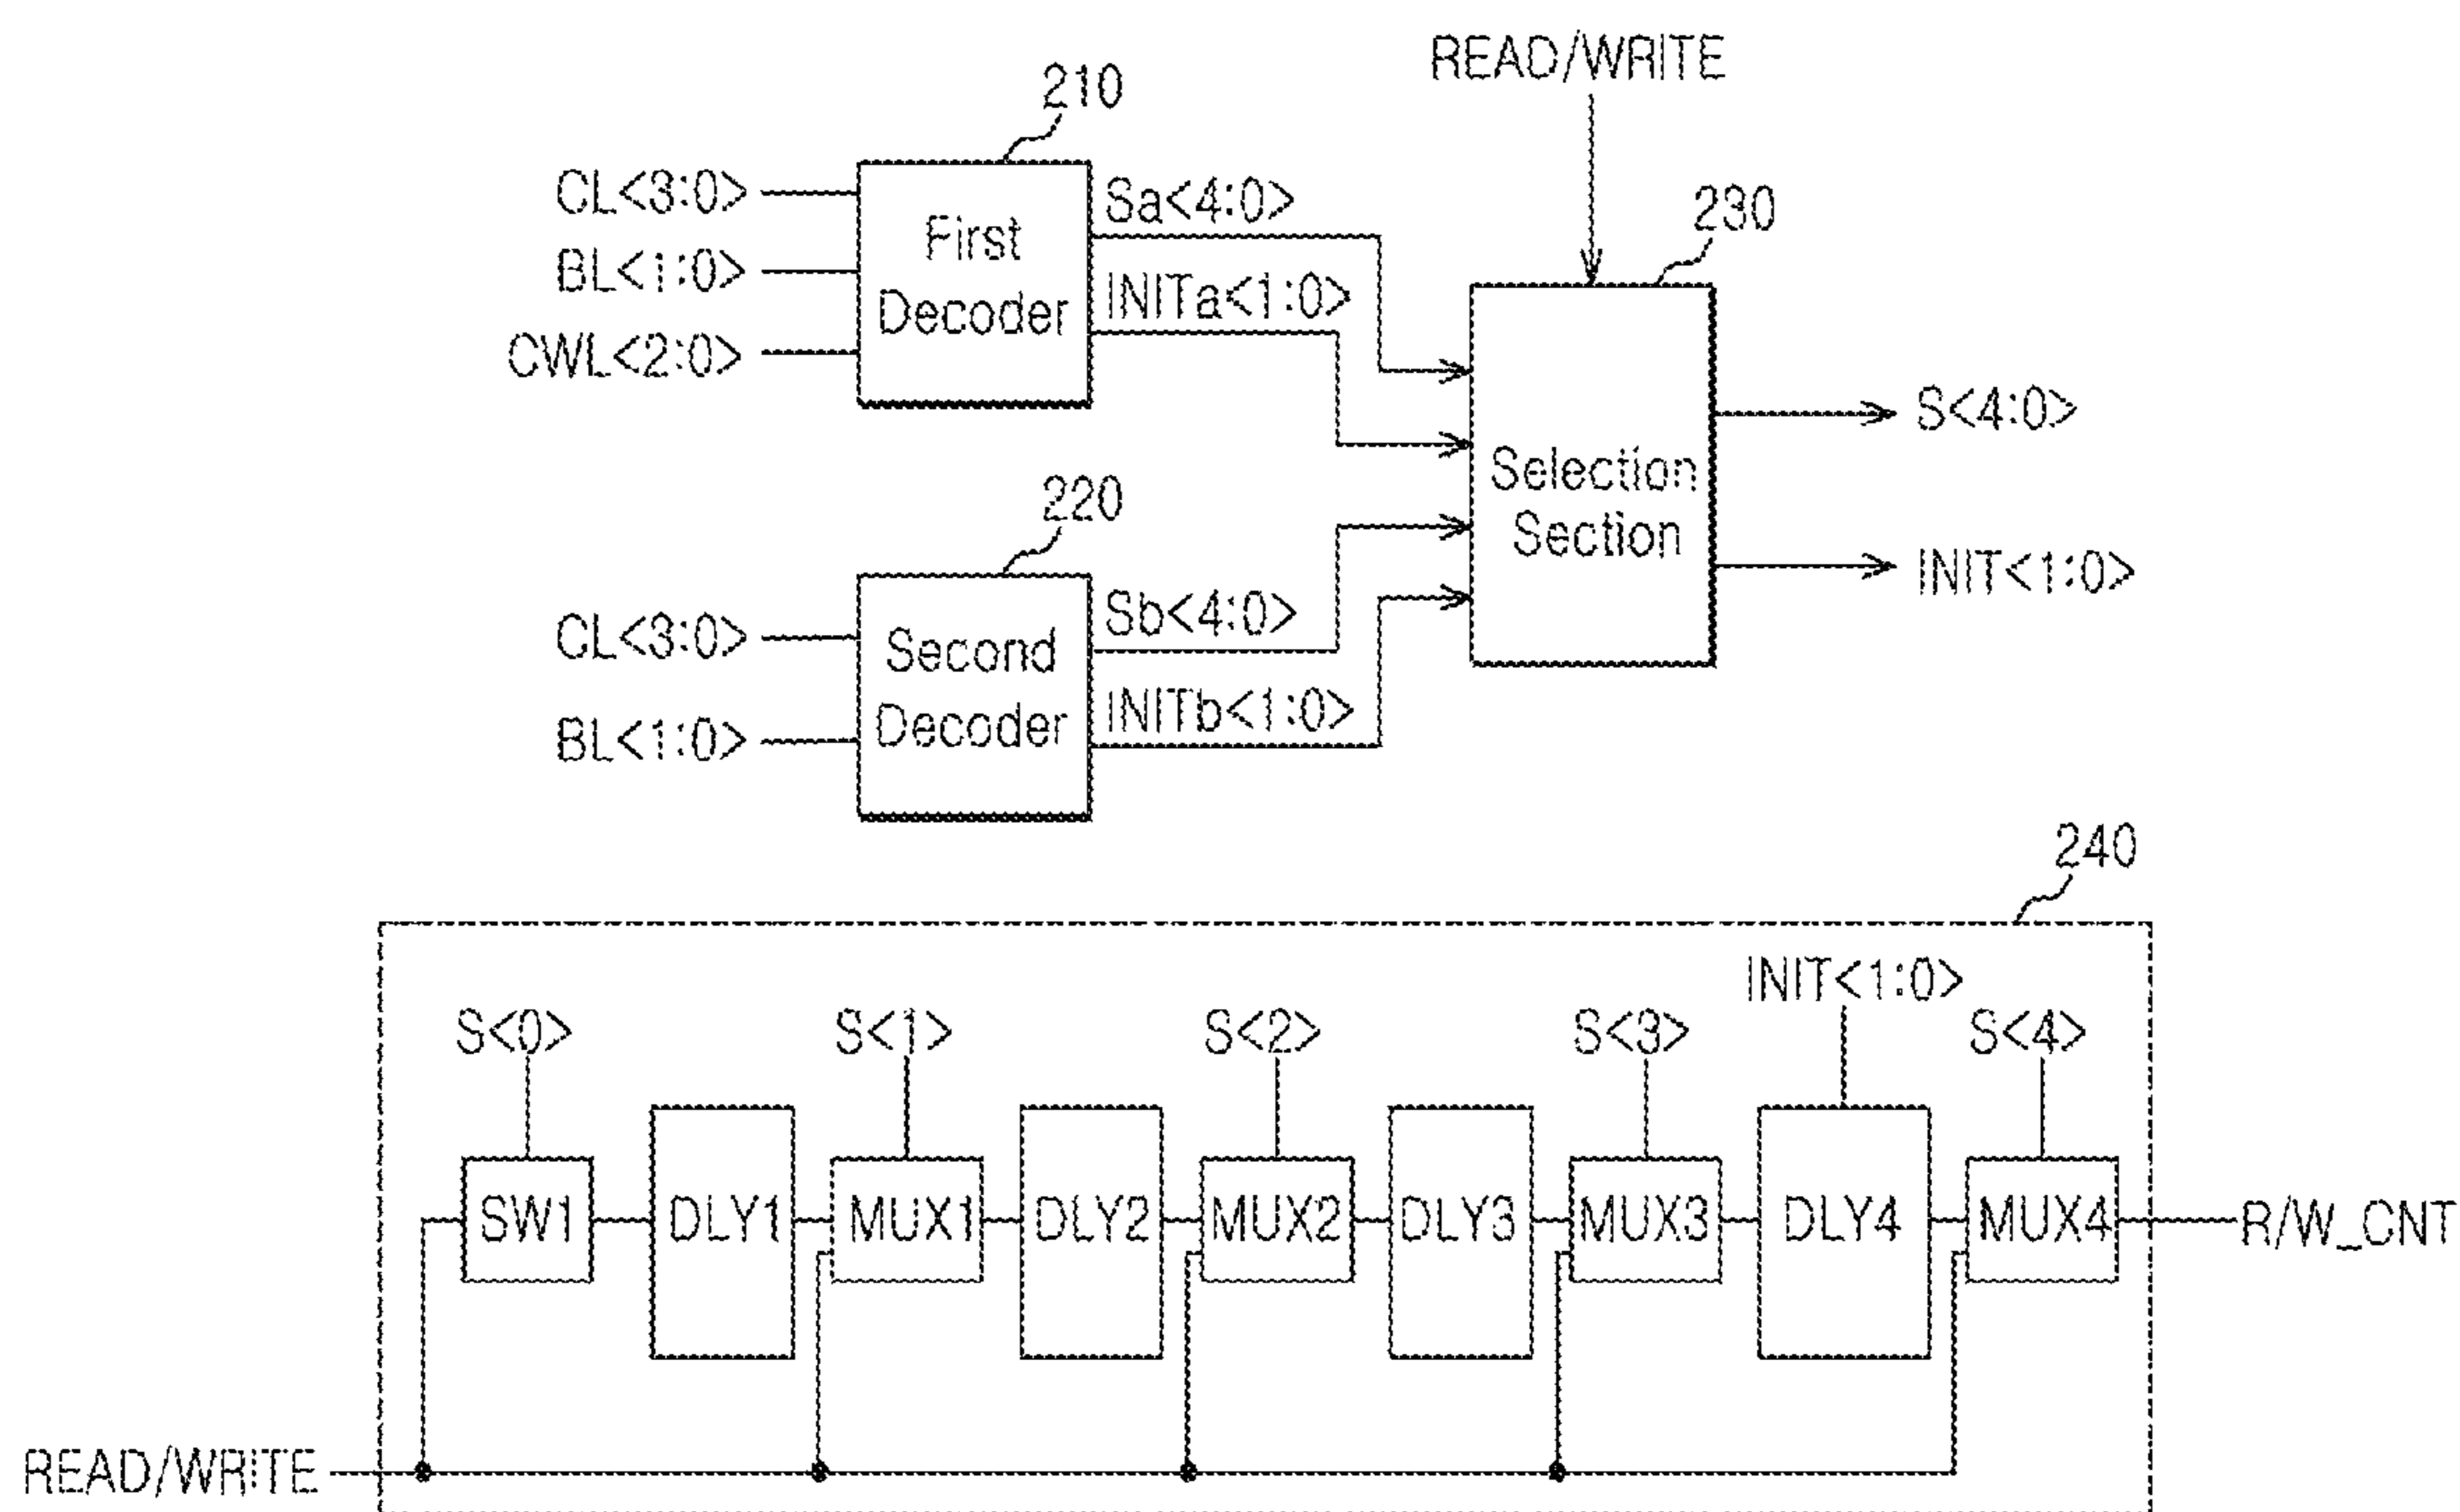 READ/WRITE
210
CL<3:0>
BL<1:0>
CWL<2:0>
First
Decoder
Sa<4:0>
INITa<1:0>
230
Selection
Section
S<4:0>
INIT<1:0>
220
CL<3:0>
BL<1:0>
Second
Decoder
Sb<4:0>
INITb<1:0>
240
S<0>
S<1>
S<2>
S<3>
INIT<1:0>
S<4>
SW1
DLY1
MUX1
DLY2
MUX2
DLY3
MUX3
DLY4
MUX4
R/W_CNT
READ/WRITE